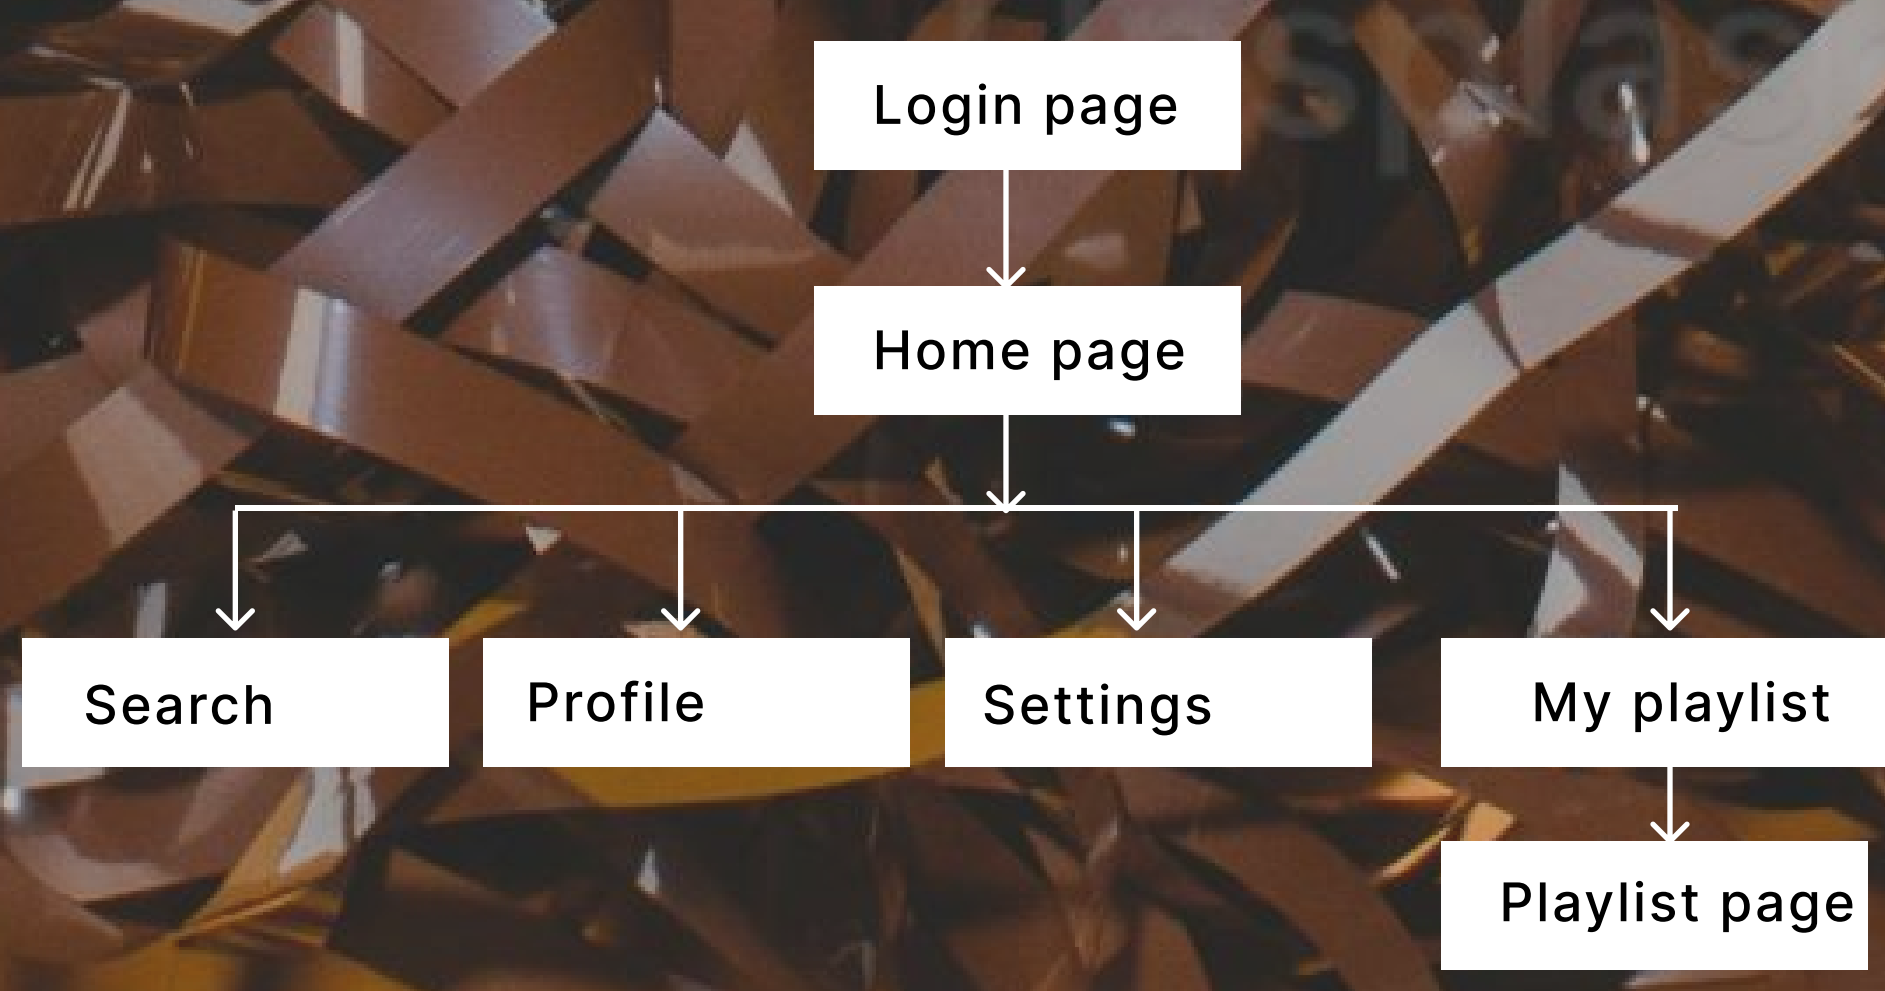 Login page
Home page
Search
Profile
Settings
My playlist
Playlist page